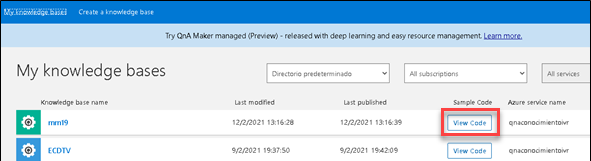 My knowledge bases Create a knowledge base
Try QnA Maker managed (Preview) - released with deep learning and easy resource management. Learn more.
My knowledge bases Directorio predeterminado All subscriptions All services
Knowledge base name Last modified Last published Sample Code Azure service name
mm19 12/2/2021 13:16:28 12/2/2021 13:16:39 View Code qnaconocimientoivr
ECDTV 9/2/2021 19:37:50 9/2/2021 19:42:09 View Code qnaconocimientoivr